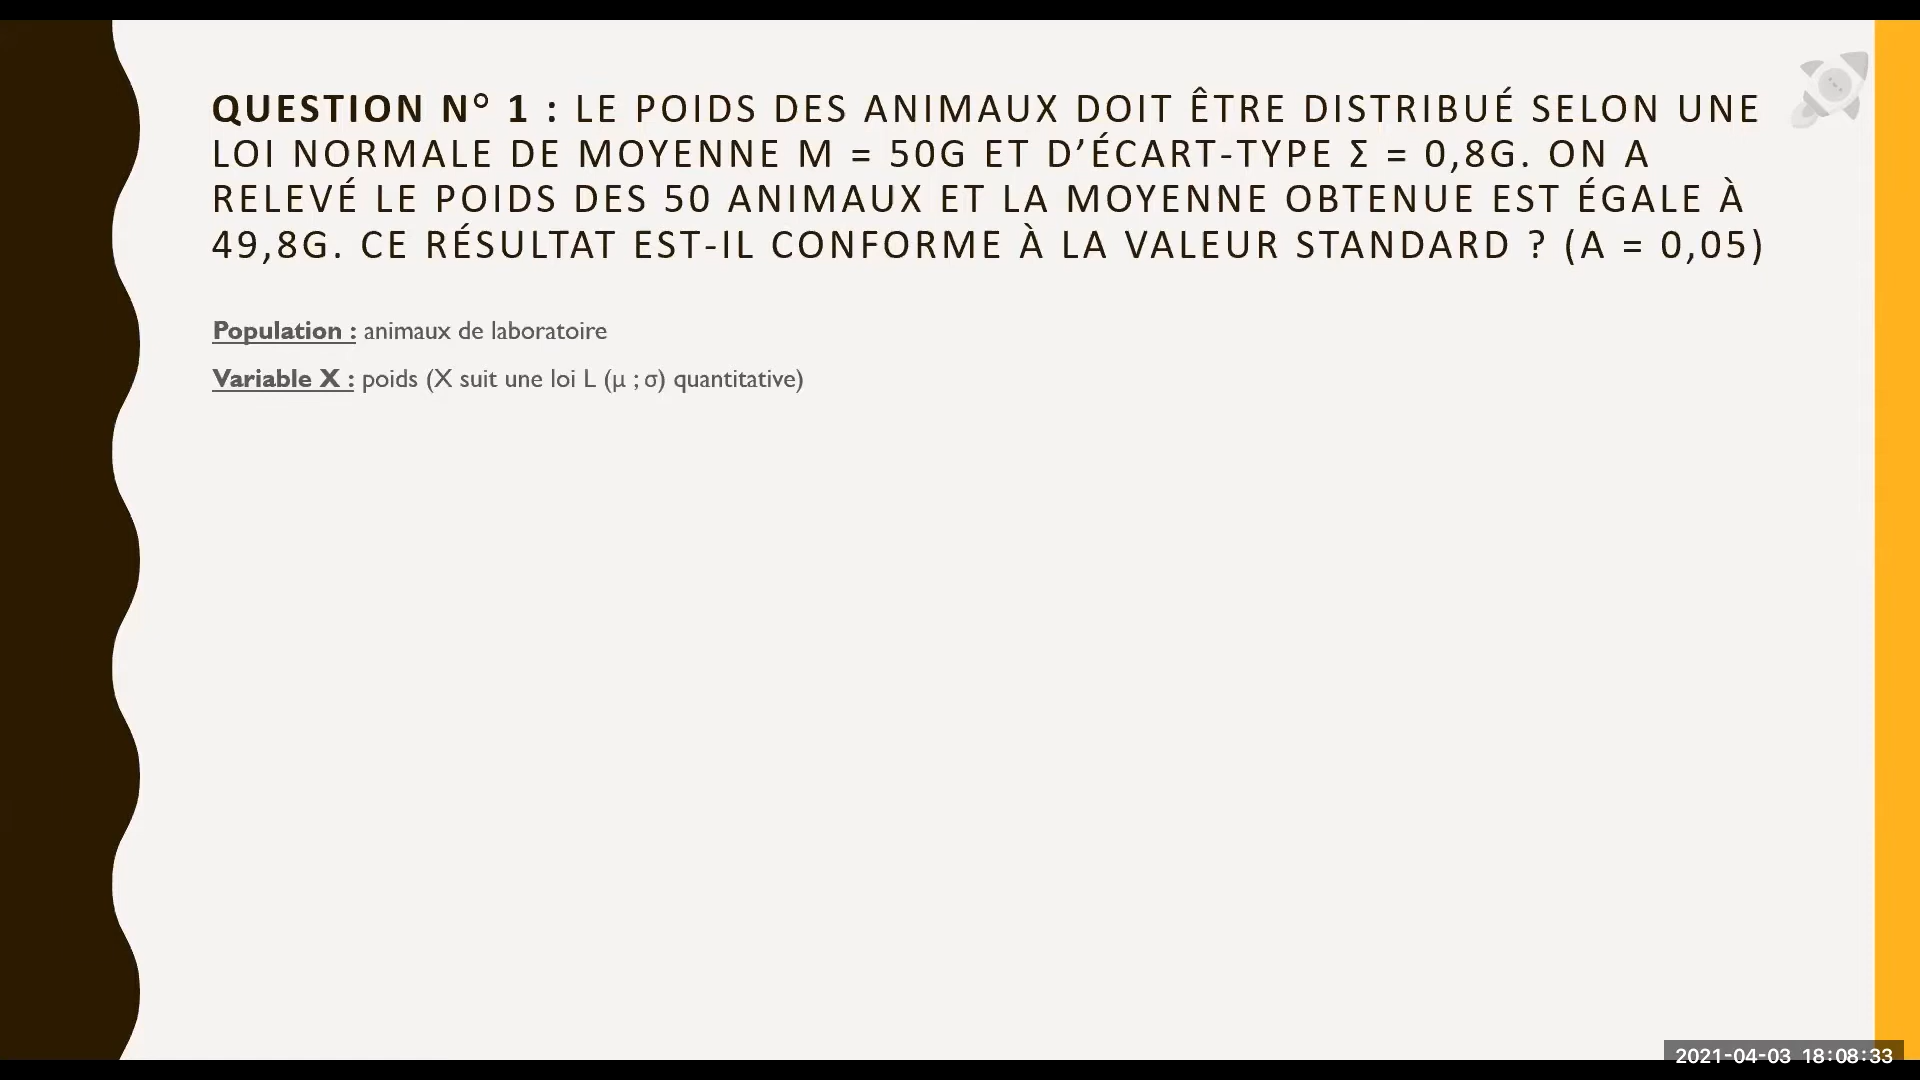 QUESTION N° 1 : LE POIDS DES ANIMAUX DOIT ÊTRE DISTRIBUÉ SELON UNE
LOI NORMALE DE MOYENNE Μ = 50G ET D’ÉCART-TYPE Σ = 0,8G. ON A
RELEVÉ LE POIDS DES 50 ANIMAUX ET LA MOYENNE OBTENUE EST ÉGALE À
49,8G. CE RÉSULTAT EST-IL CONFORME À LA VALEUR STANDARD ? (Α = 0,05)
Population : animaux de laboratoire
Variable X : poids (X suit une loi L (μ ; σ) quantitative)
2021-04-03 18:08:33